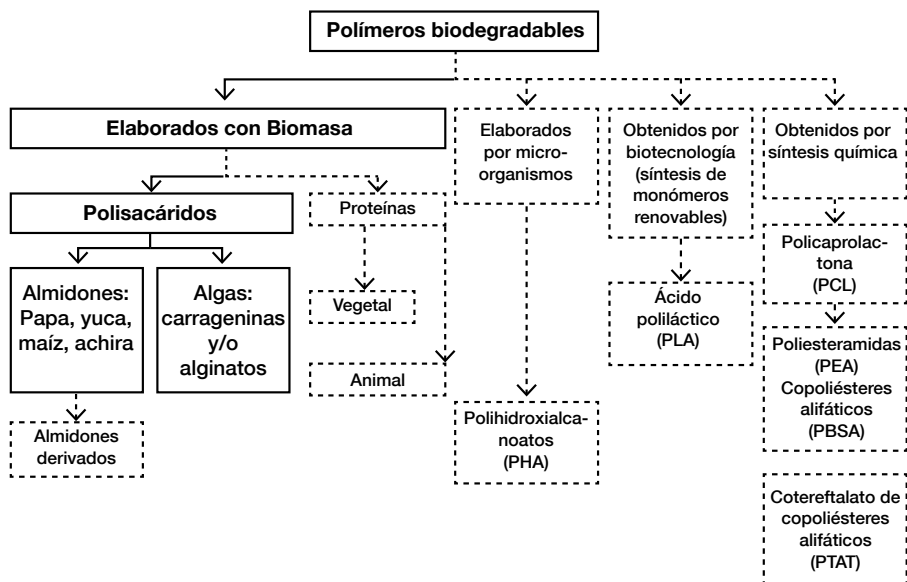 Polímeros biodegradables
Elaborados con Biomasa
Elaborados
por micro-
organismos
Obtenidos por
biotecnología
(síntesis de
monómeros
renovables)
Obtenidos por
síntesis química
Polisacáridos
Proteínas
Policaprolac-
tona
(PCL)
Almidones:
Papa, yuca,
maíz, achira
Algas:
carrageninas
y/o
alginatos
Vegetal
Ácido
poliláctico
(PLA)
Poliesteramidas
(PEA)
Copoliésteres
alifáticos
(PBSA)
Animal
Almidones
derivados
Polihidroxialca-
noatos
(PHA)
Cotereftalato de
copoliésteres
alifáticos
(PTAT)